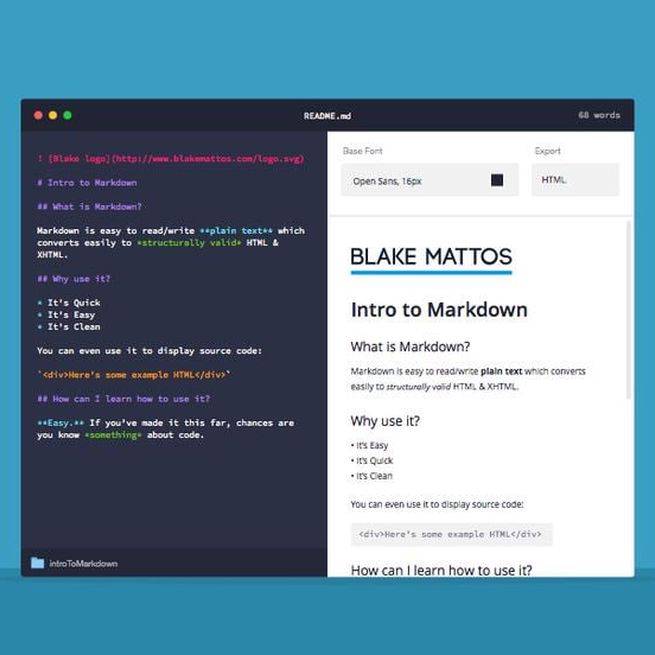 README.md
68 words
! [Blake logo](http://www.blakemattos.com/logo.svg)
# Intro to Markdown
## What is Markdown?
Markdown is easy to read/write **plain text** which
converts easily to *structurally valid* HTML &
XHTML.
## Why use it?
* It's Quick
* It's Easy
* It's Clean
You can even use it to display source code:
`<div>Here's some example HTML</div>`
## How can I learn how to use it?
**Easy.** If you've made it this far, chances are
you know *something* about code.
introToMarkdown
Base Font
Export
Open Sans, 16px
HTML
BLAKE MATTOS
Intro to Markdown
What is Markdown?
Markdown is easy to read/write plain text which converts
easily to structurally valid HTML & XHTML.
Why use it?
• It's Easy
• It's Quick
• It's Clean
You can even use it to display source code:
<div>Here's some example HTML</div>
How can I learn how to use it?